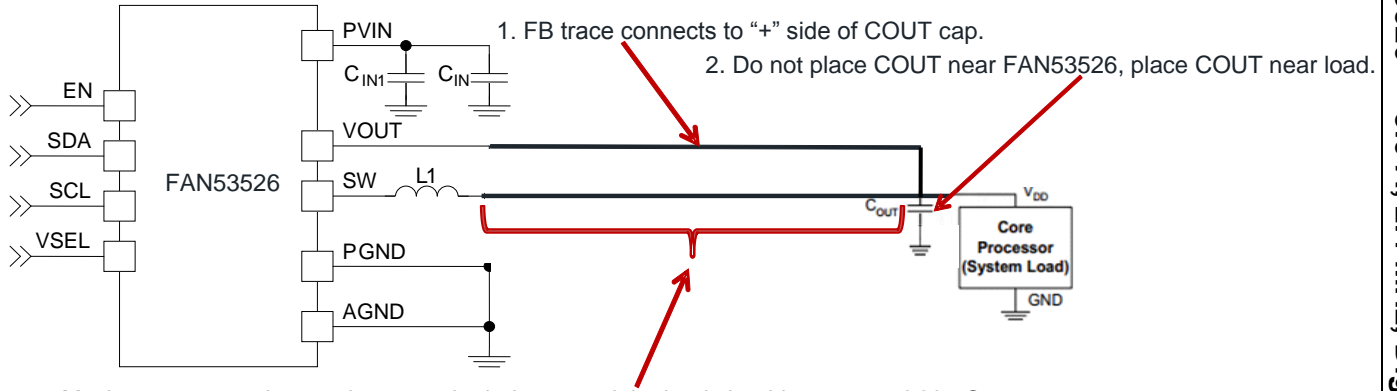 PVIN
1. FB trace connects to “+” side of COUT cap.
2. Do not place COUT near FAN53526, place COUT near load.
CIN1
CIN
EN
VOUT
SDA
FAN53526
SW
L1
SCL
VDD
COUT
Core
Processor
(System Load)
VSEL
PGND
GND
AGND